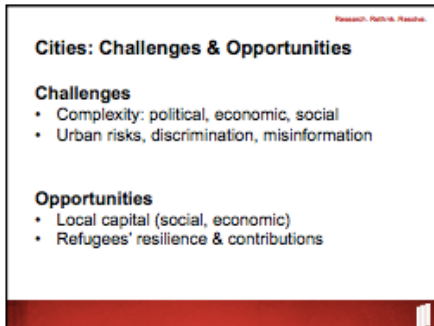 Research. Rethink. Resolve.
Cities: Challenges & Opportunities
Challenges
• Complexity: political, economic, social
• Urban risks, discrimination, misinformation
Opportunities
• Local capital (social, economic)
• Refugees' resilience & contributions